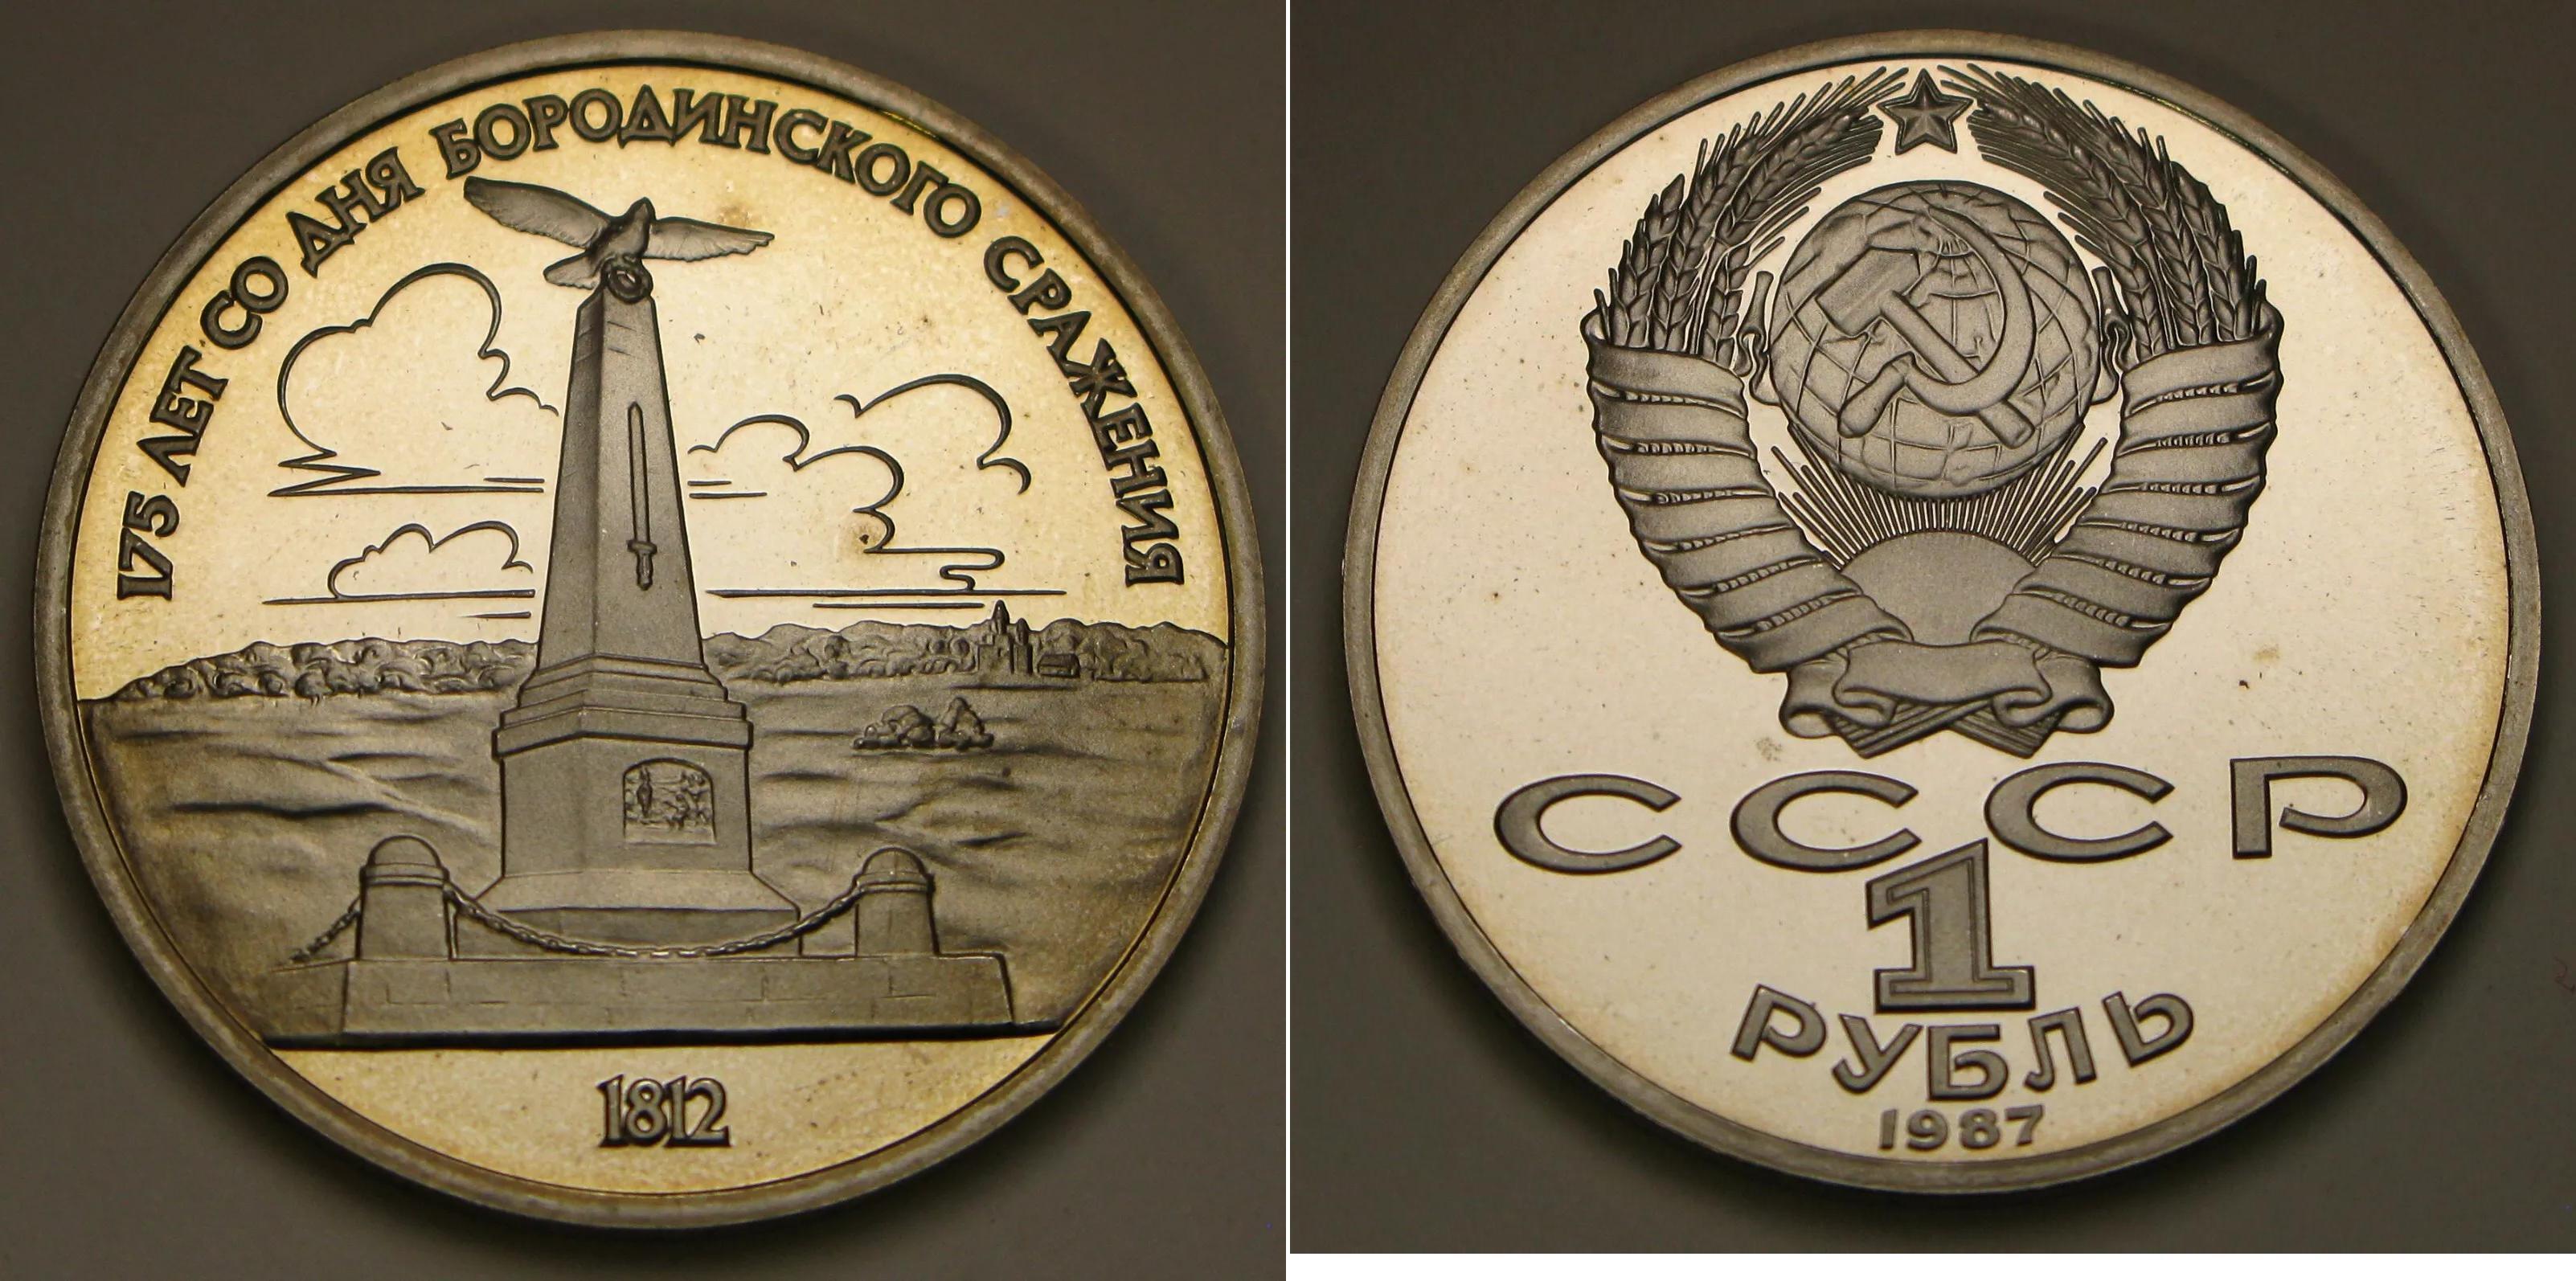 175 ЛЕТ СО ДНЯ БОРОДИНСКОГО СРАЖЕНИЯ
1812
СССР
1
РУБЛЬ
1987